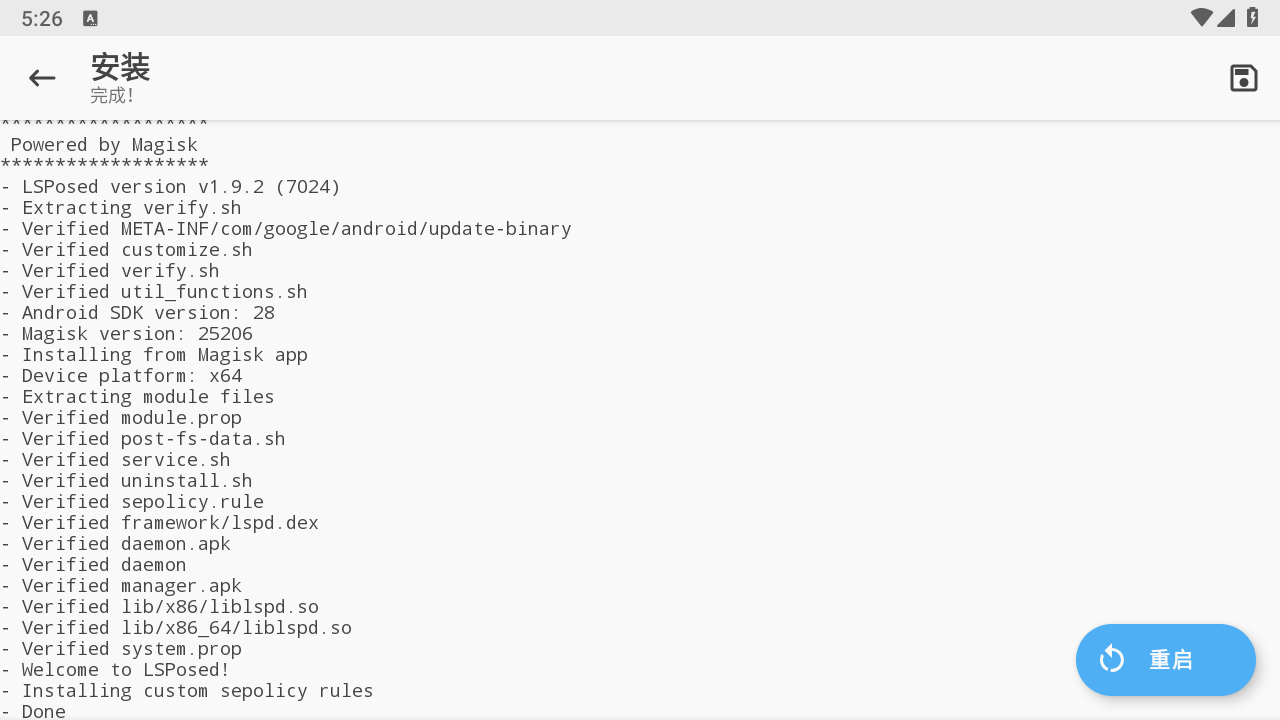 5:26
安装
完成！
*******************
 Powered by Magisk
*******************
- LSPosed version v1.9.2 (7024)
- Extracting verify.sh
- Verified META-INF/com/google/android/update-binary
- Verified customize.sh
- Verified verify.sh
- Verified util_functions.sh
- Android SDK version: 28
- Magisk version: 25206
- Installing from Magisk app
- Device platform: x64
- Extracting module files
- Verified module.prop
- Verified post-fs-data.sh
- Verified service.sh
- Verified uninstall.sh
- Verified sepolicy.rule
- Verified framework/lspd.dex
- Verified daemon.apk
- Verified daemon
- Verified manager.apk
- Verified lib/x86/liblspd.so
- Verified lib/x86_64/liblspd.so
- Verified system.prop
- Welcome to LSPosed!
- Installing custom sepolicy rules
- Done
重启